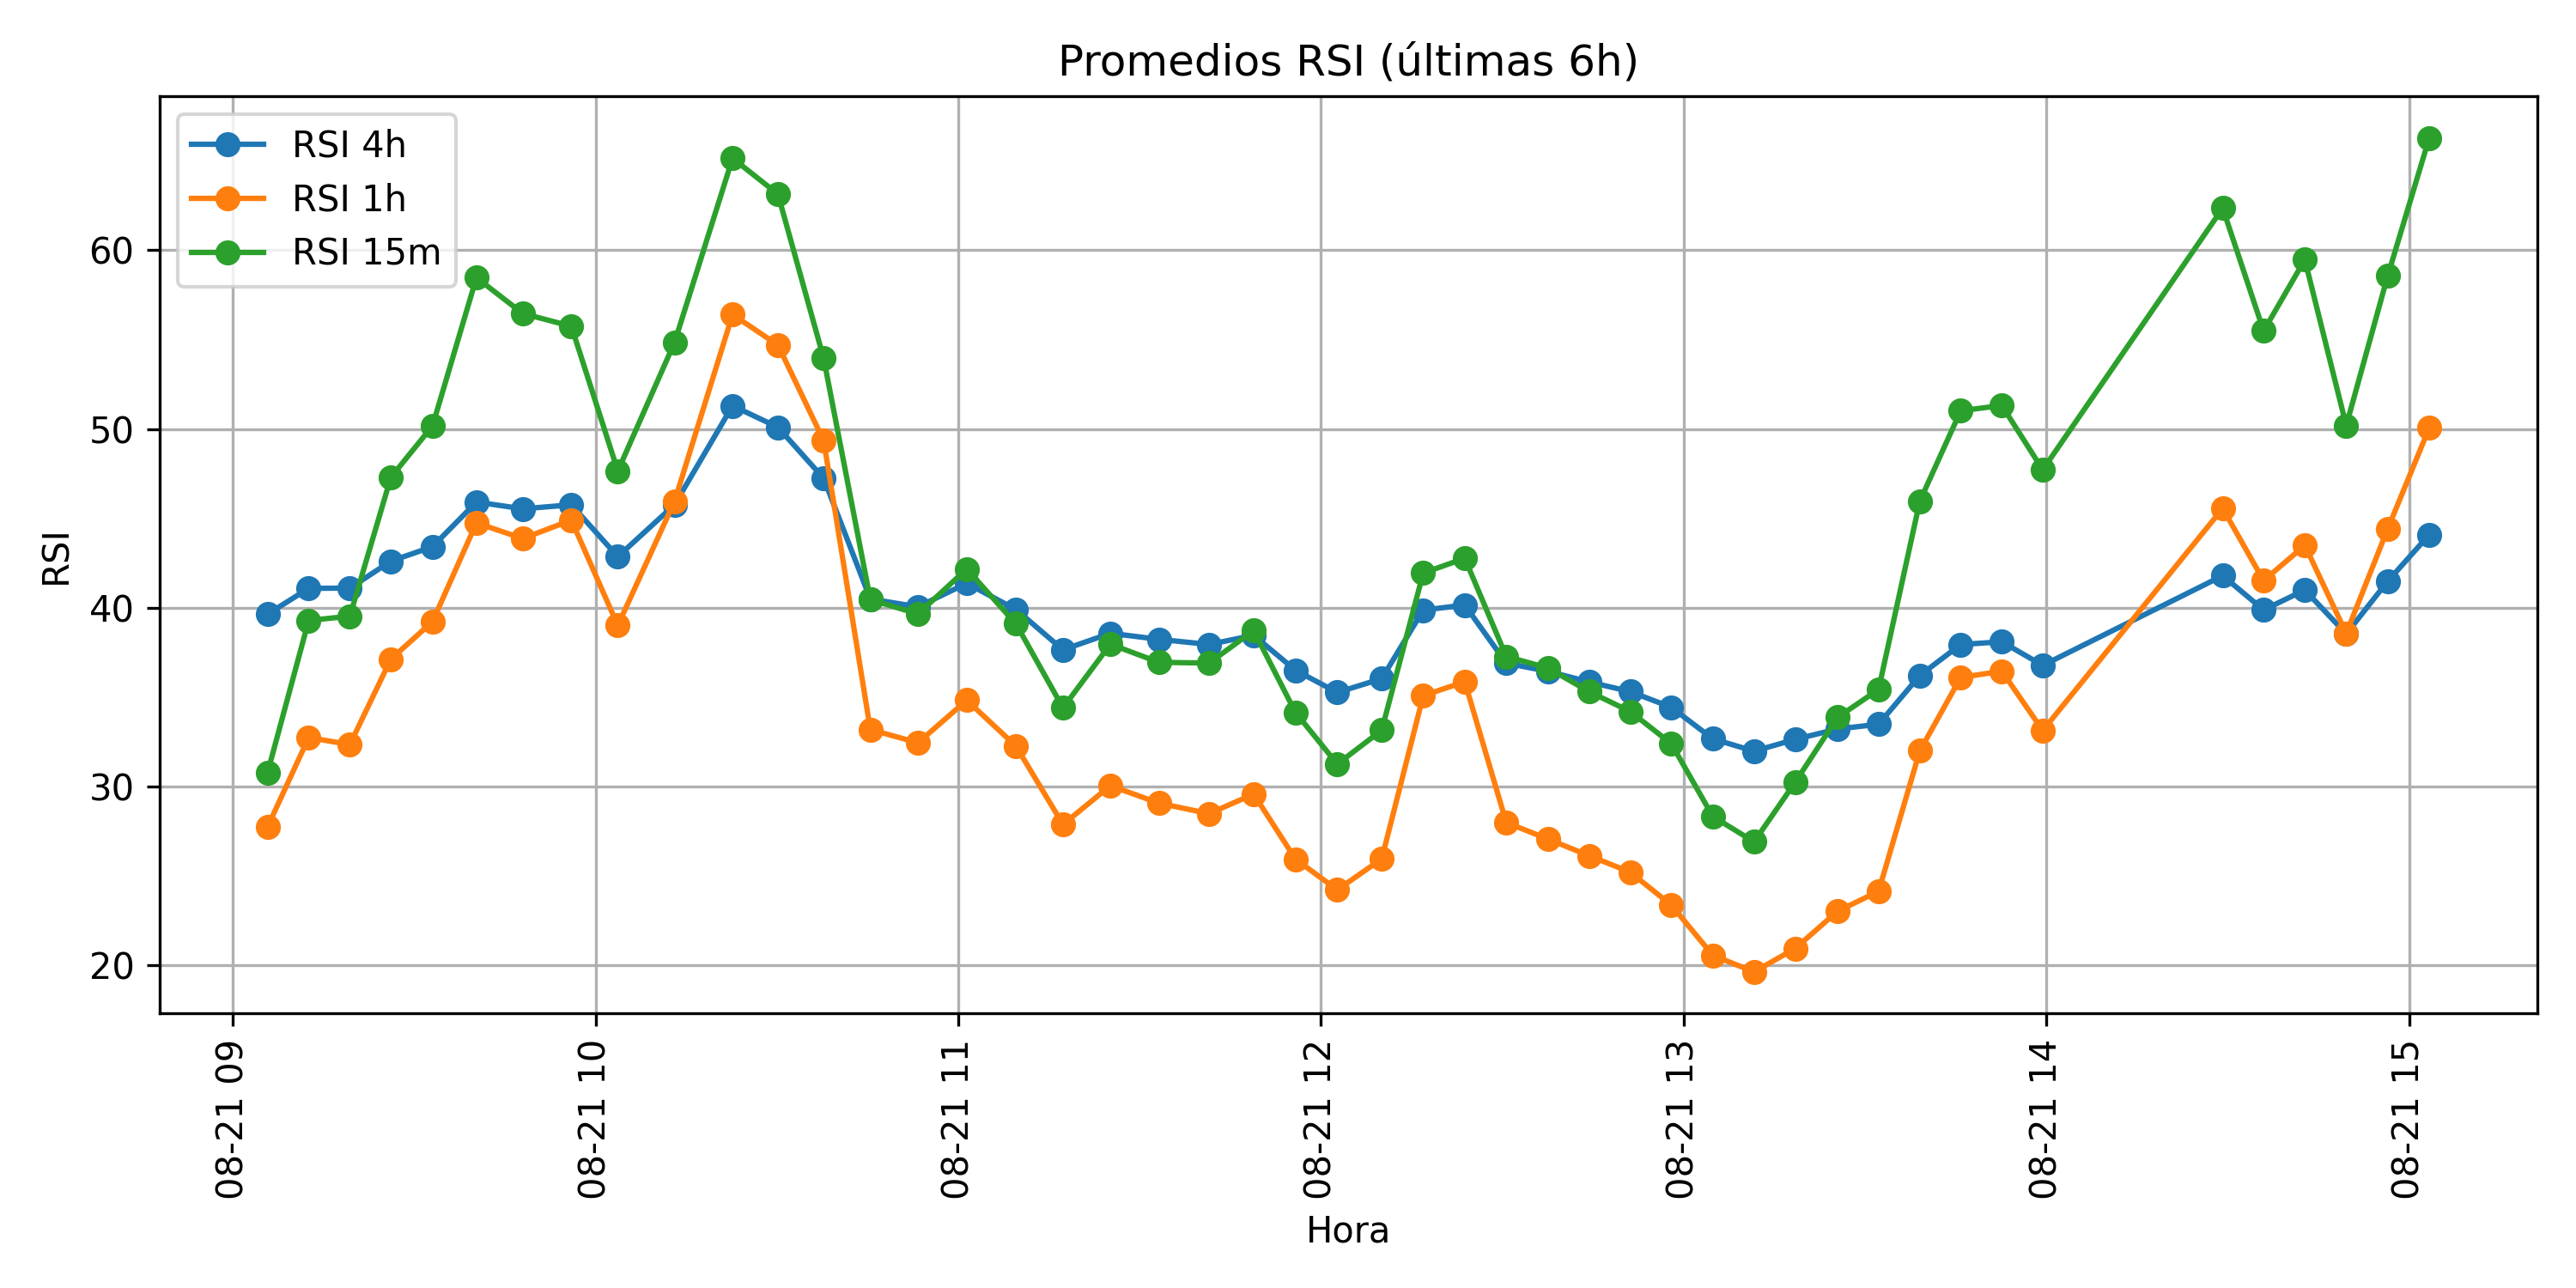 Promedios RSI (últimas 6h)
RSI 4h
RSI 1h
RSI 15m
60
50
40
30
20
RSI
08-21 09
08-21 10
08-21 11
08-21 12
08-21 13
08-21 14
08-21 15
Hora